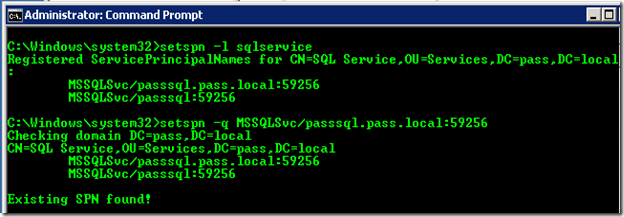 Administrator: Command Prompt
C:\Windows\system32>setspn -l sqlservice
Registered ServicePrincipalNames for CN=SQL Service,OU=Services,DC=pass,DC=local
:
MSSQLSvc/passsql.pass.local:59256
MSSQLSvc/passsql:59256
C:\Windows\system32>setspn -q MSSQLSvc/passsql.pass.local:59256
Checking domain DC=pass,DC=local
CN=SQL Service,OU=Services,DC=pass,DC=local
MSSQLSvc/passsql.pass.local:59256
MSSQLSvc/passsql:59256
Existing SPN found!